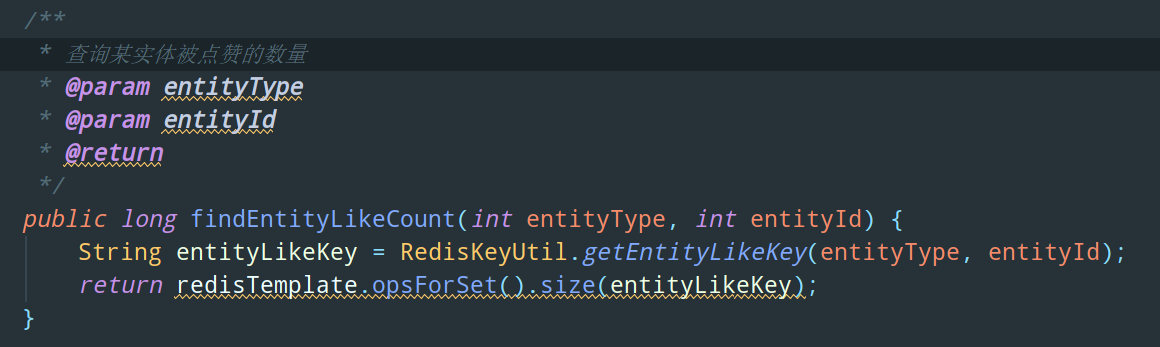 /**
 * 查询某实体被点赞的数量
 * @param entityType
 * @param entityId
 * @return
 */
public long findEntityLikeCount(int entityType, int entityId) {
    String entityLikeKey = RedisKeyUtil.getEntityLikeKey(entityType, entityId);
    return redisTemplate.opsForSet().size(entityLikeKey);
}